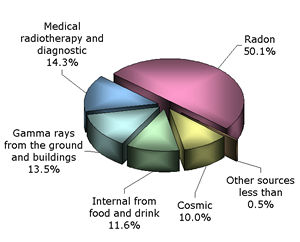 Medical
radiotherapy and
diagnostic
14.3%
Radon
50.1%
Gamma rays
from the ground
and buildings
13.5%
Internal from
food and drink
11.6%
Cosmic
10.0%
Other sources
less than
0.5%